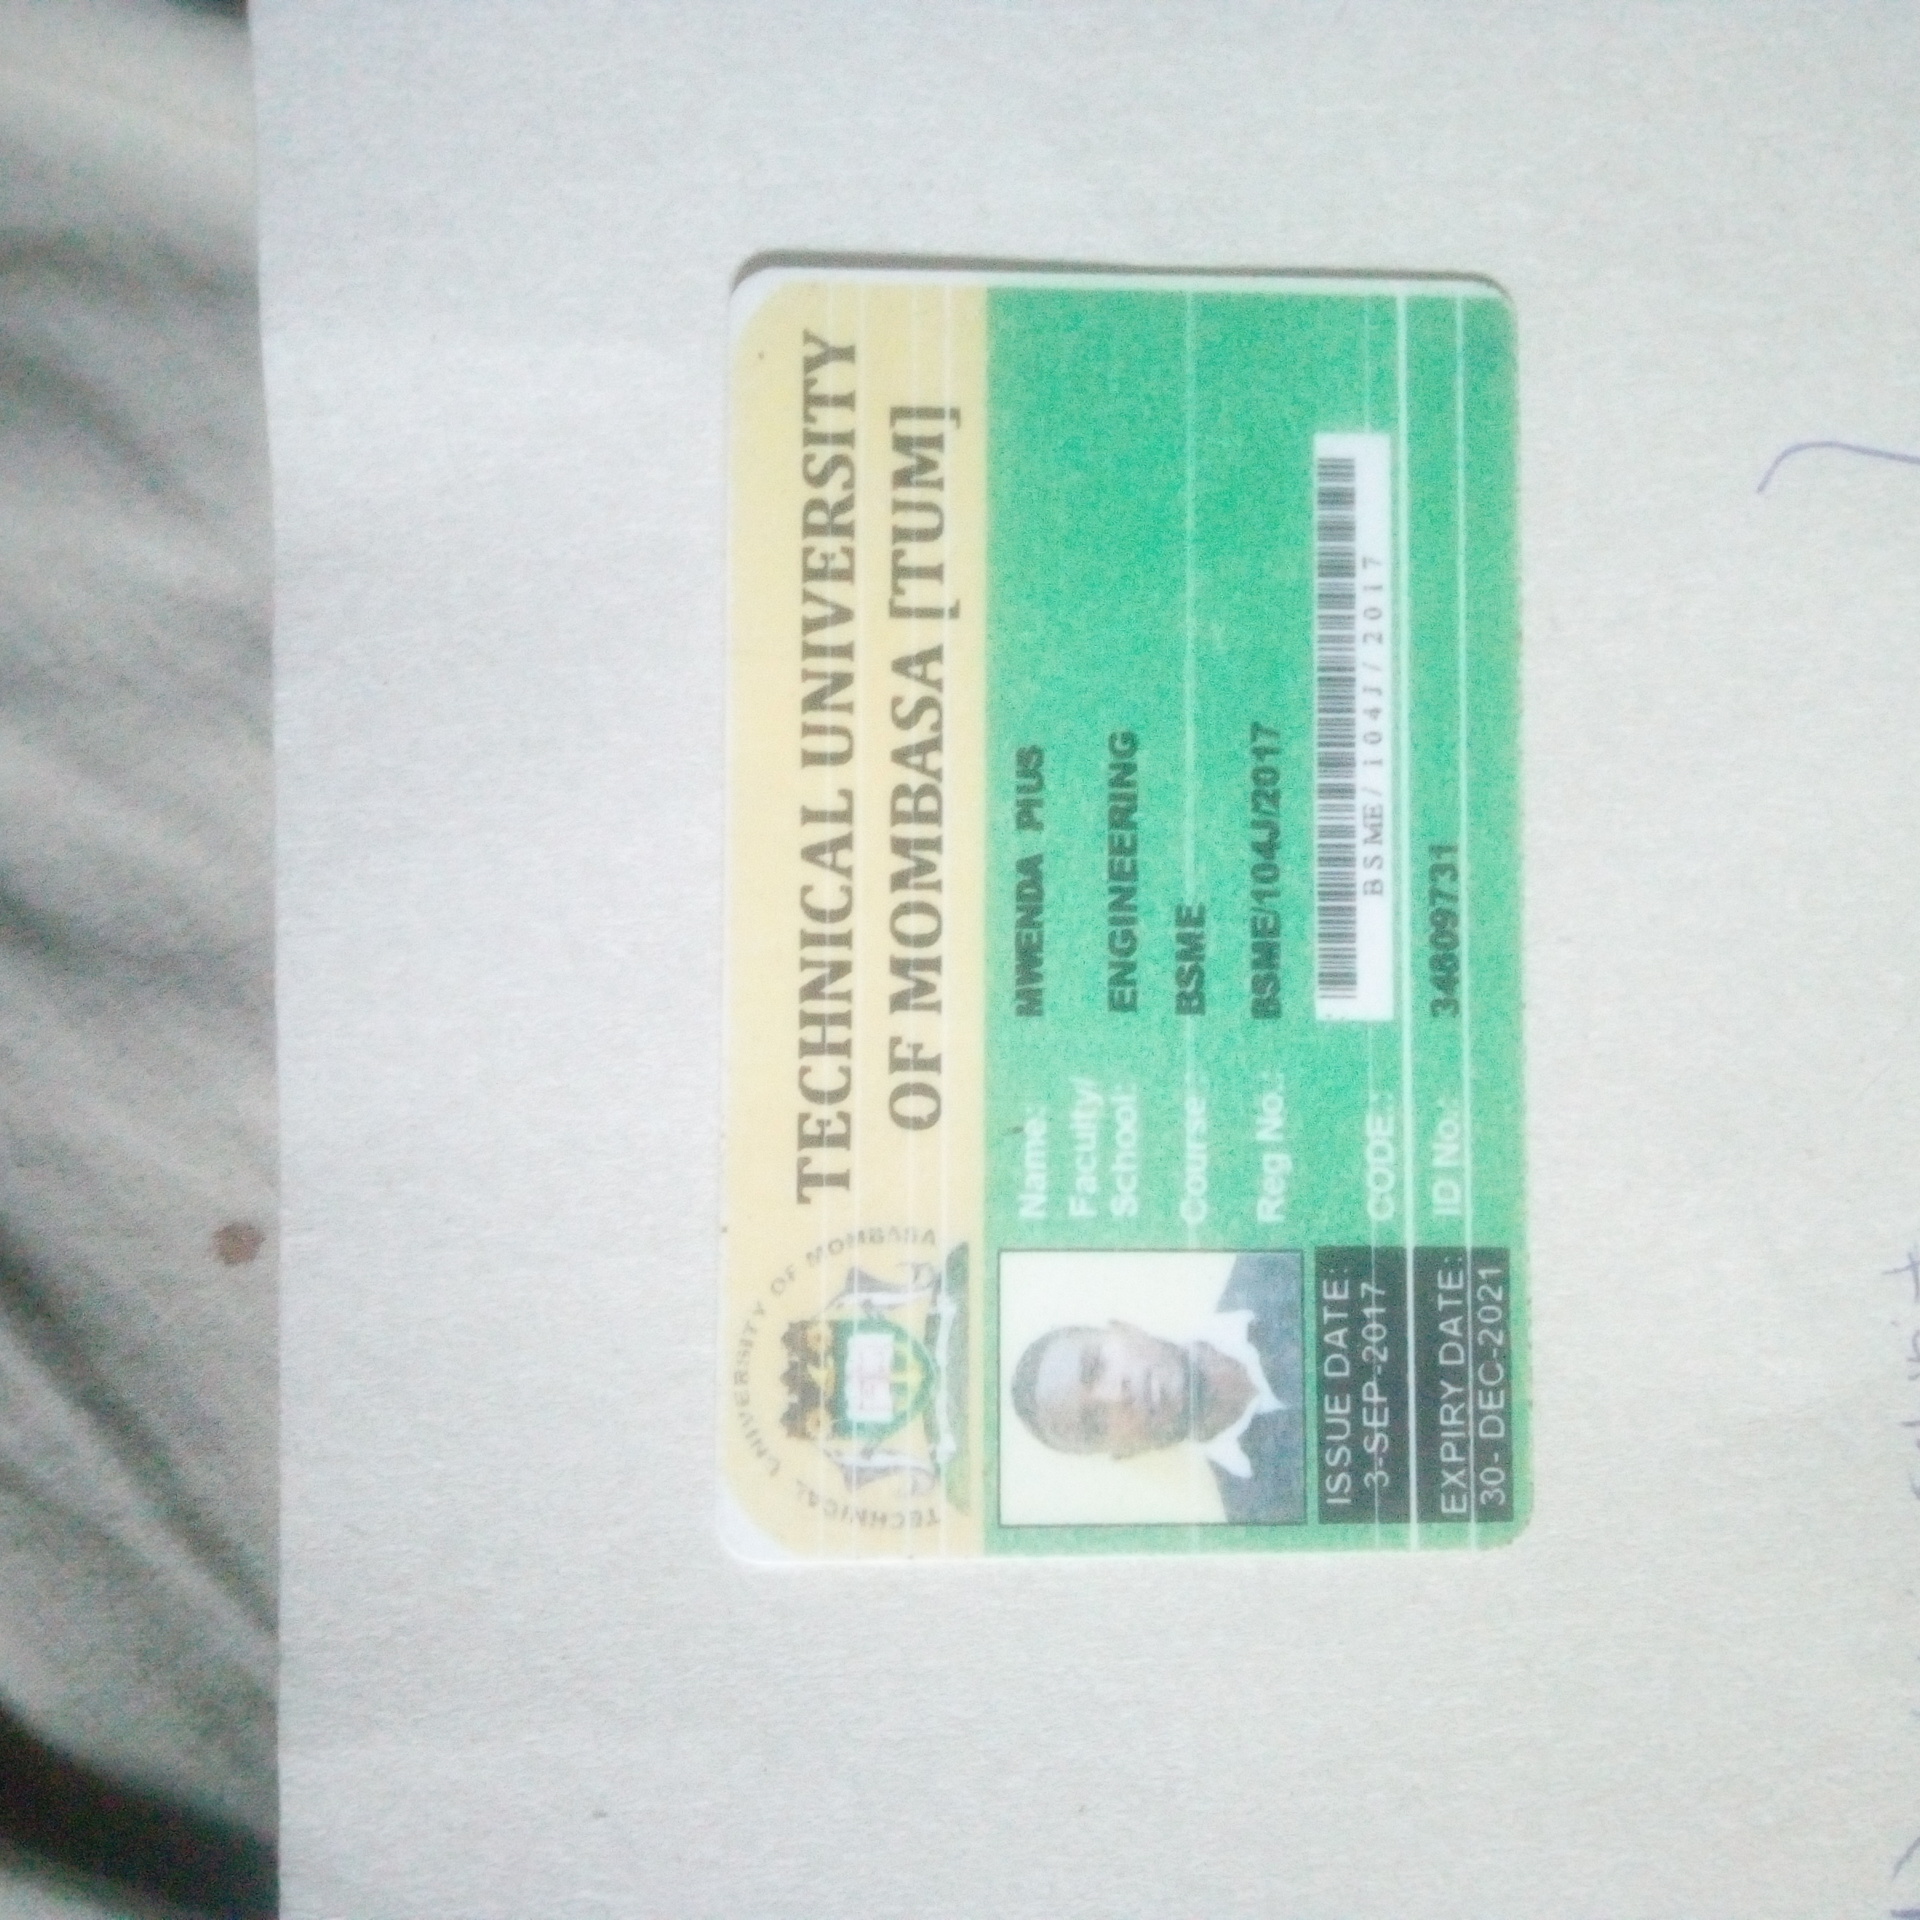 TECHNICAL UNIVERSITY OF MOMBASA
TECHNICAL UNIVERSITY
OF MOMBASA [TUM]
Name: MWENDA PIUS
Faculty/
School: ENGINEERING
Course: BSME
Reg No.: BSME/104J/2017
CODE.:
BSME/104J/2017
ID No.: 34609731
ISSUE DATE:
3-SEP-2017
EXPIRY DATE:
30-DEC-2021